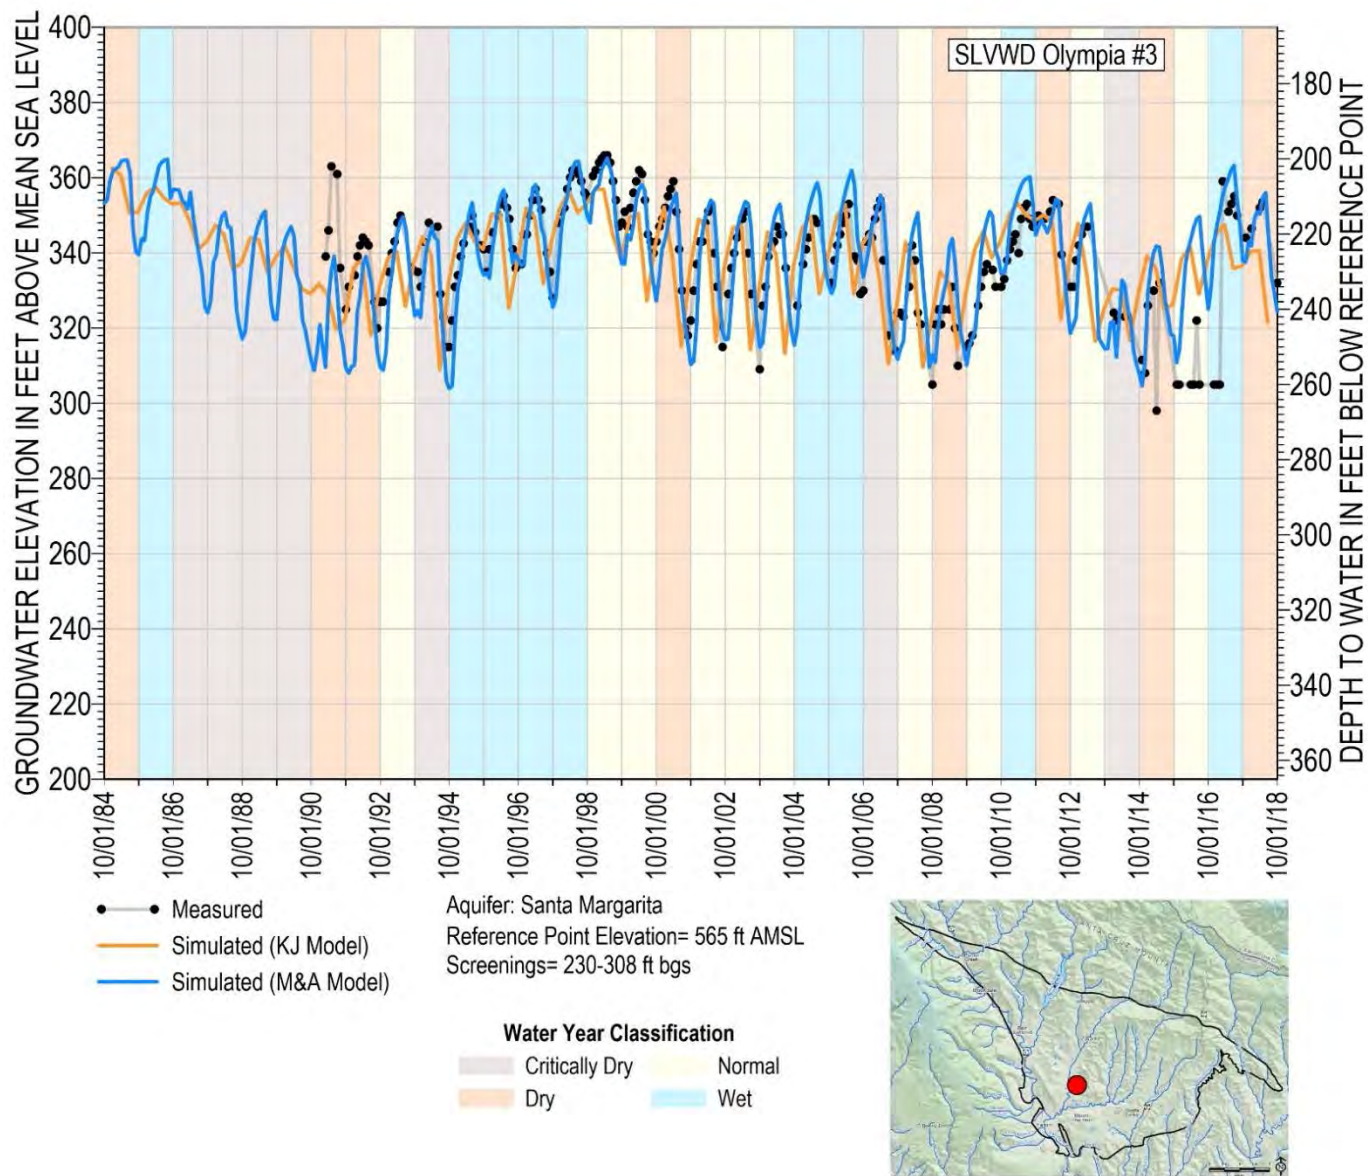 SLVWD Olympia #3
GROUNDWATER ELEVATION IN FEET ABOVE MEAN SEA LEVEL
400
380
360
340
320
300
280
260
240
220
200
180
200
220
240
260
280
300
320
340
360
DEPTH TO WATER IN FEET BELOW REFERENCE POINT
10/01/84
10/01/86
10/01/88
10/01/90
10/01/92
10/01/94
10/01/96
10/01/98
10/01/00
10/01/02
10/01/04
10/01/06
10/01/08
10/01/10
10/01/12
10/01/14
10/01/16
10/01/18
Measured
Simulated (KJ Model)
Simulated (M&A Model)
Aquifer: Santa Margarita
Reference Point Elevation= 565 ft AMSL
Screenings= 230-308 ft bgs
Water Year Classification
Critically Dry
Normal
Dry
Wet